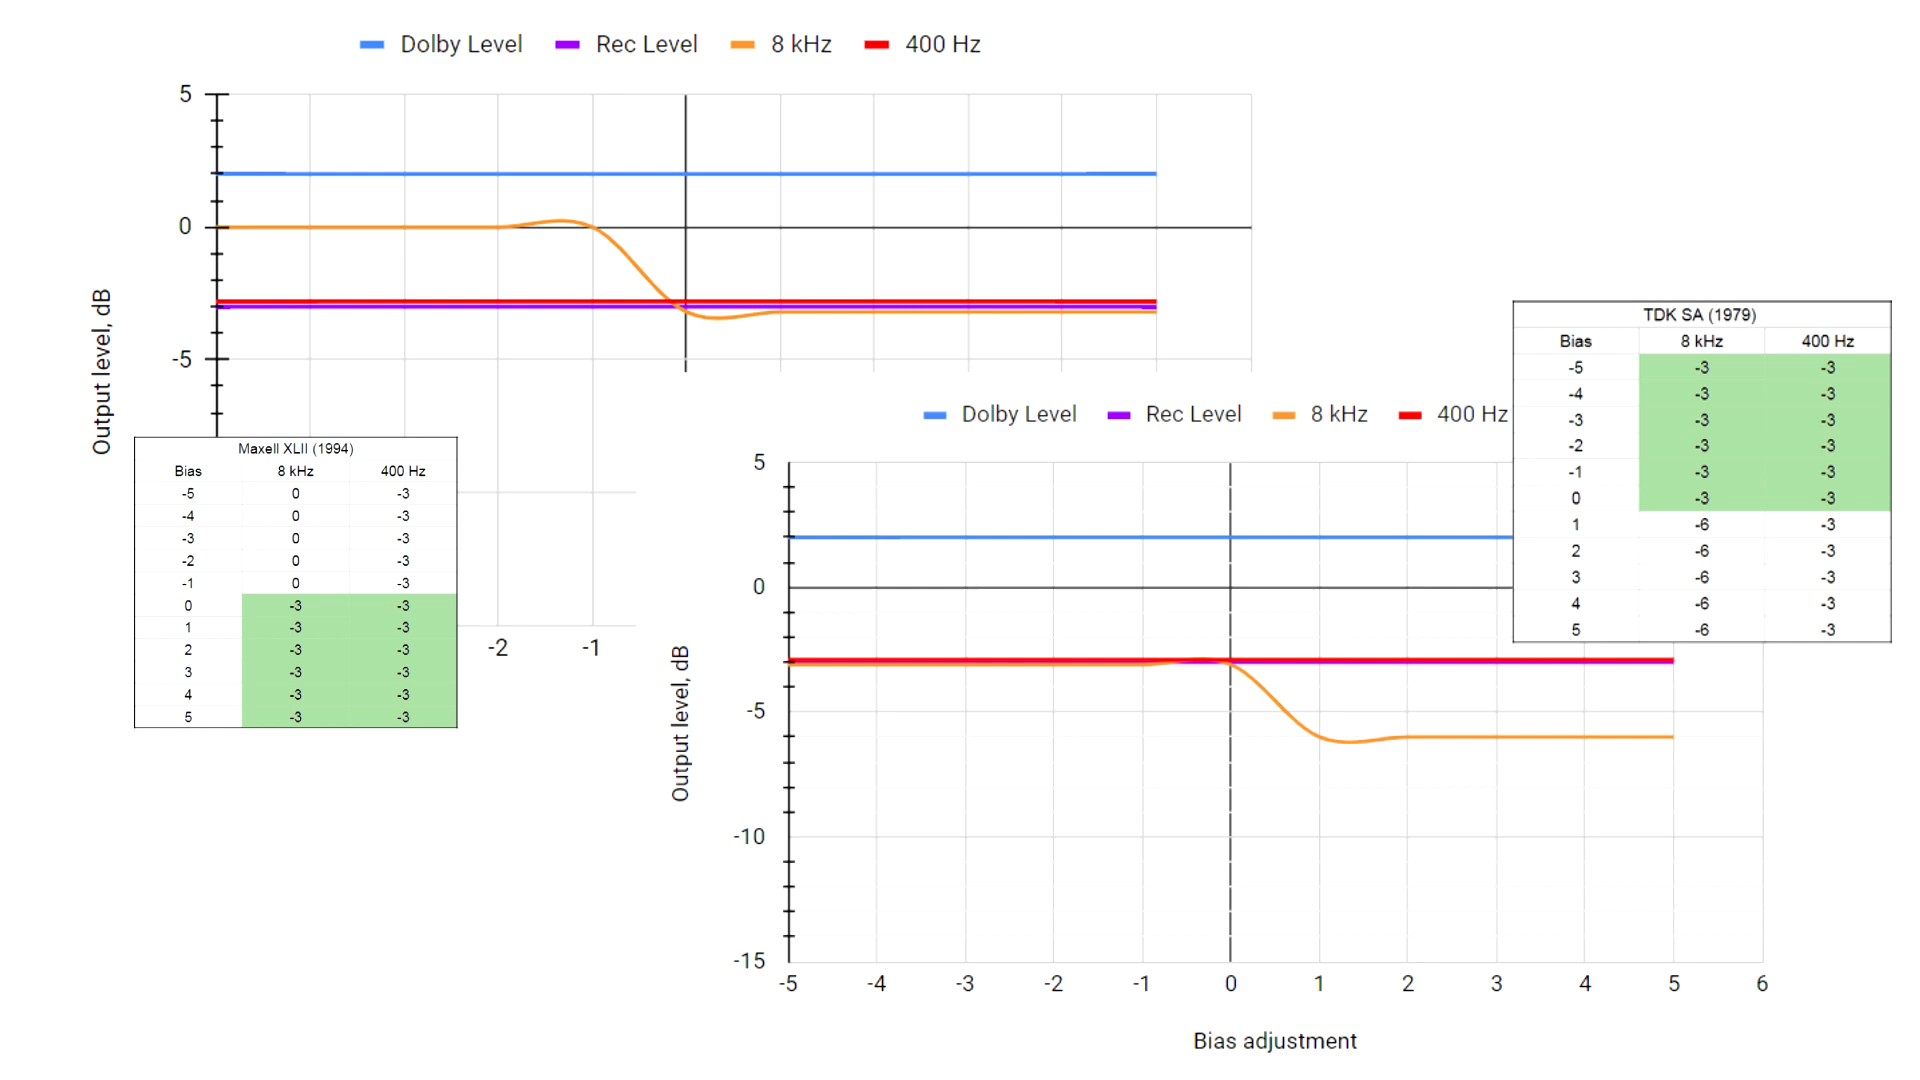 Dolby Level Rec Level 8 kHz 400 Hz
5
0
-5
Output level, dB
-2 -1
Maxell XLII (1994)
Bias 8 kHz 400 Hz
-5 0 -3
-4 0 -3
-3 0 -3
-2 0 -3
-1 0 -3
0 -3 -3
1 -3 -3
2 -3 -3
3 -3 -3
4 -3 -3
5 -3 -3
Dolby Level Rec Level 8 kHz 400 Hz
5
0
-5
-10
-15
Output level, dB
-5 -4 -3 -2 -1 0 1 2 3 4 5 6
Bias adjustment
TDK SA (1979)
Bias 8 kHz 400 Hz
-5 -3 -3
-4 -3 -3
-3 -3 -3
-2 -3 -3
-1 -3 -3
0 -3 -3
1 -6 -3
2 -6 -3
3 -6 -3
4 -6 -3
5 -6 -3